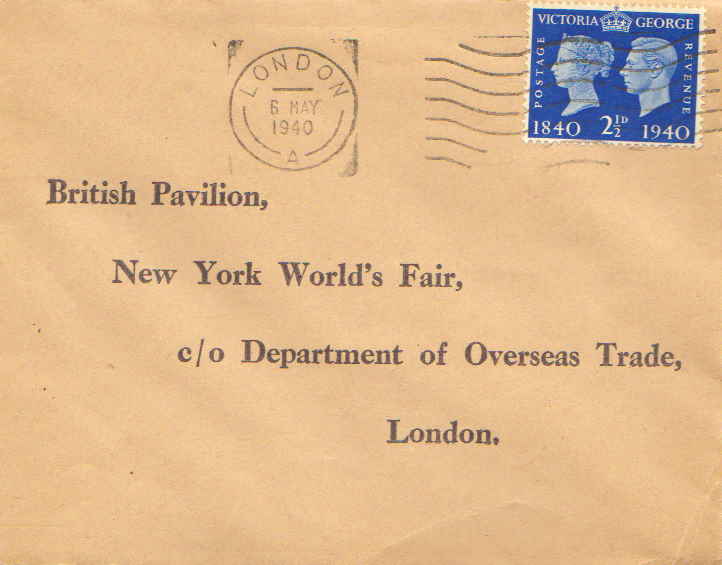 VICTORIA GEORGE
POSTAGE
REVENUE
1840 2½D 1940
LONDON
6 MAY
1940
A
British Pavilion,
New York World's Fair,
c/o Department of Overseas Trade,
London.